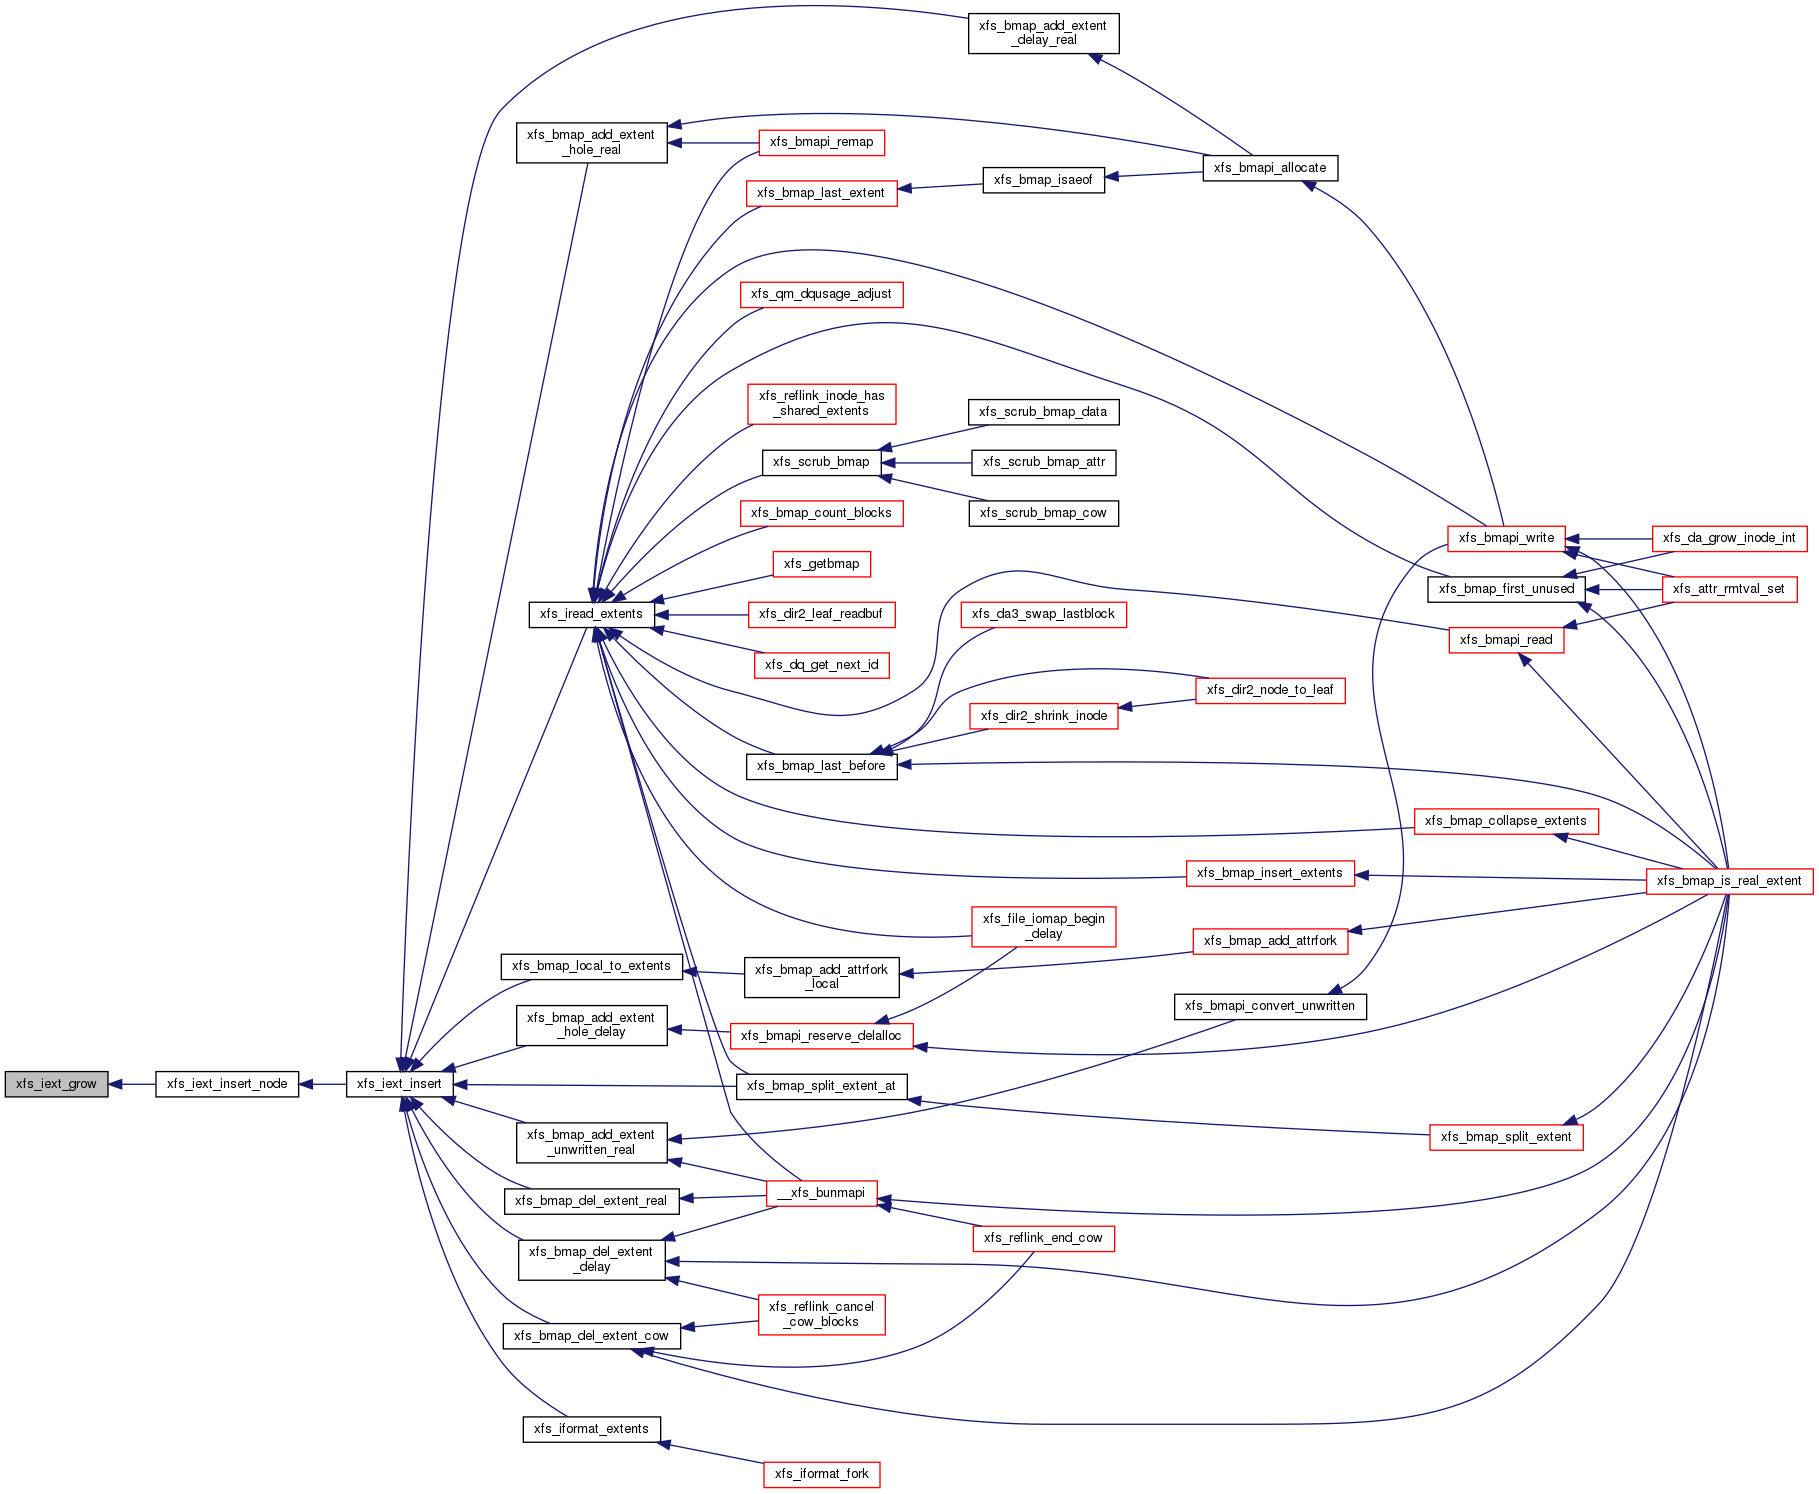 xfs_bmap_add_extent
_delay_real
xfs_bmap_add_extent
_hole_real
xfs_bmapi_remap
xfs_bmapi_allocate
xfs_bmap_last_extent
xfs_bmap_isaeof
xfs_qm_dqusage_adjust
xfs_reflink_inode_has
_shared_extents
xfs_scrub_bmap_data
xfs_scrub_bmap
xfs_scrub_bmap_attr
xfs_bmap_count_blocks
xfs_scrub_bmap_cow
xfs_bmapi_write
xfs_da_grow_inode_int
xfs_getbmap
xfs_bmap_first_unused
xfs_attr_rmtval_set
xfs_iread_extents
xfs_dir2_leaf_readbuf
xfs_da3_swap_lastblock
xfs_bmapi_read
xfs_dq_get_next_id
xfs_dir2_node_to_leaf
xfs_dir2_shrink_inode
xfs_bmap_last_before
xfs_bmap_collapse_extents
xfs_bmap_insert_extents
xfs_bmap_is_real_extent
xfs_file_iomap_begin
_delay
xfs_bmap_add_attrfork
xfs_bmap_local_to_extents
xfs_bmap_add_attrfork
_local
xfs_bmapi_convert_unwritten
xfs_bmap_add_extent
_hole_delay
xfs_bmapi_reserve_delalloc
xfs_iext_grow
xfs_iext_insert_node
xfs_iext_insert
xfs_bmap_split_extent_at
xfs_bmap_add_extent
_unwritten_real
xfs_bmap_split_extent
xfs_bmap_del_extent_real
__xfs_bunmapi
xfs_reflink_end_cow
xfs_bmap_del_extent
_delay
xfs_reflink_cancel
_cow_blocks
xfs_bmap_del_extent_cow
xfs_iformat_extents
xfs_iformat_fork